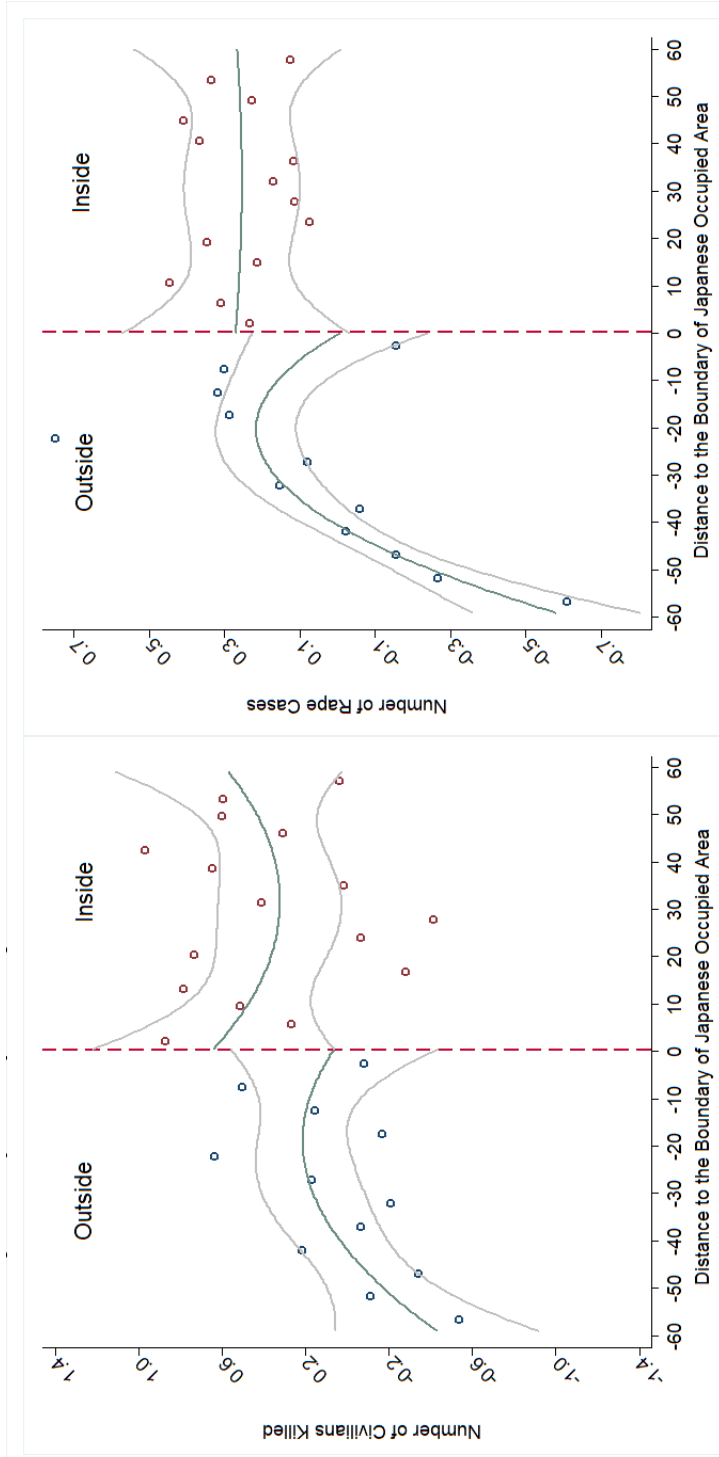 Number of Civilians Killed
1.4
1.0
0.6
0.2
-0.2
-0.6
-1.0
-1.4
Outside
Inside
-60 -50 -40 -30 -20 -10 0 10 20 30 40 50 60
Distance to the Boundary of Japanese Occupied Area
Number of Rape Cases
0.7
0.5
0.3
0.1
-0.1
-0.3
-0.5
-0.7
Outside
Inside
-60 -50 -40 -30 -20 -10 0 10 20 30 40 50 60
Distance to the Boundary of Japanese Occupied Area